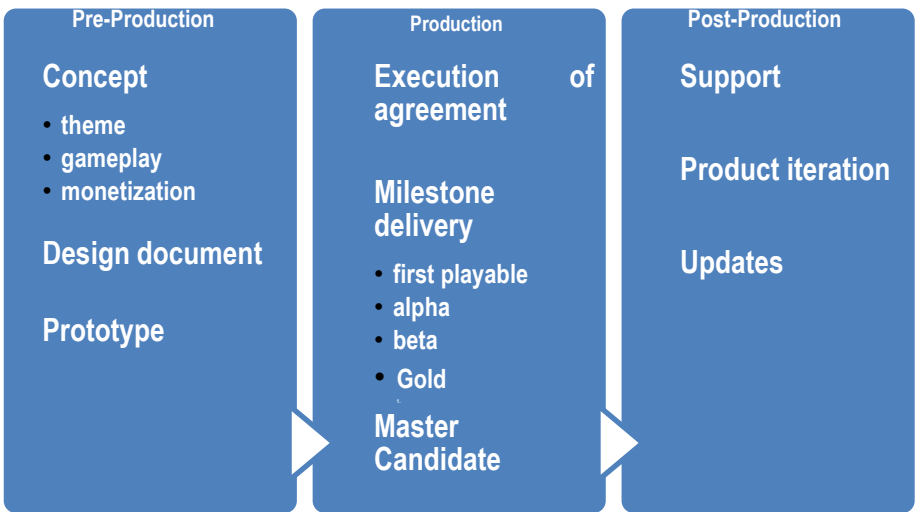 Pre-Production
Concept
• theme
• gameplay
• monetization
Design document
Prototype
Production
Execution of
agreement
Milestone
delivery
• first playable
• alpha
• beta
• Gold
Master
Candidate
Post-Production
Support
Product iteration
Updates